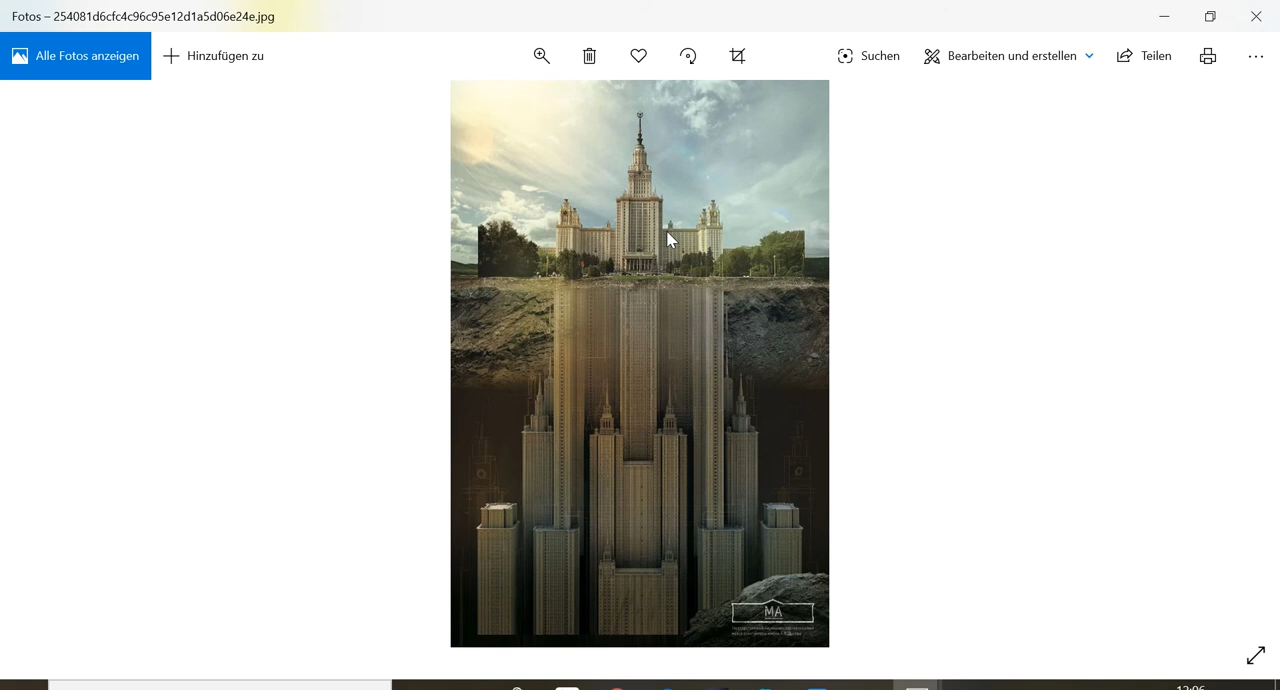 Fotos – 254081d6cfc4c96c95e12d1a5d06e24e.jpg
Alle Fotos anzeigen
Hinzufügen zu
Suchen
Bearbeiten und erstellen
Teilen
MA